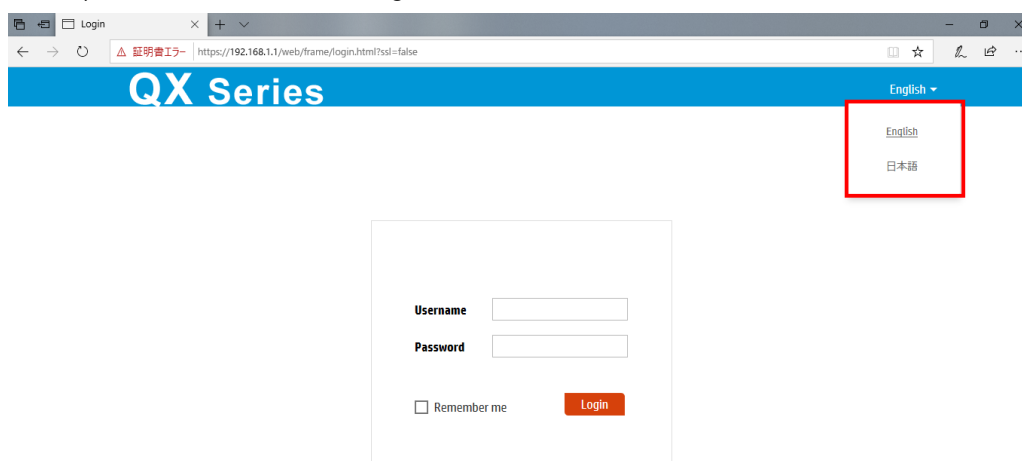 Login
証明書エラー https://192.168.1.1/web/frame/login.html?ssl=false
QX Series
English
English
日本語
Username
Password
Remember me
Login